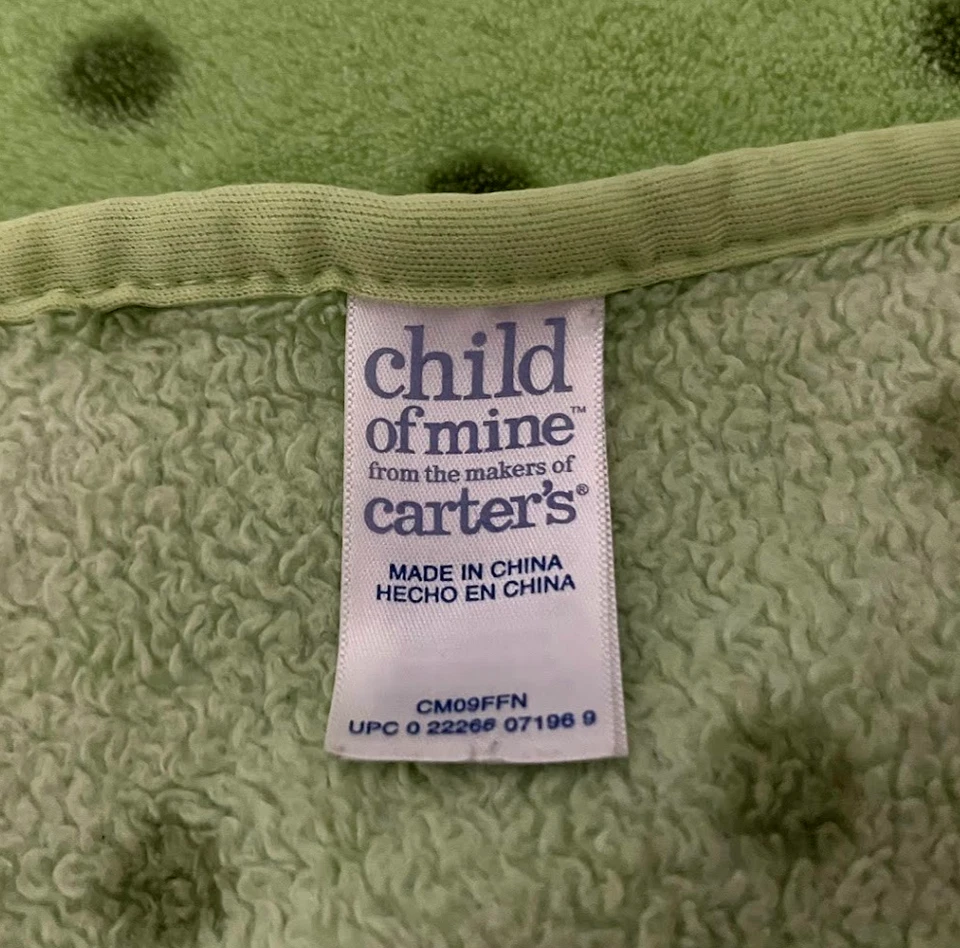 child
of mine™
from the makers of
carter's®
MADE IN CHINA
HECHO EN CHINA
CM09FFN
UPC 0 22266 07196 9